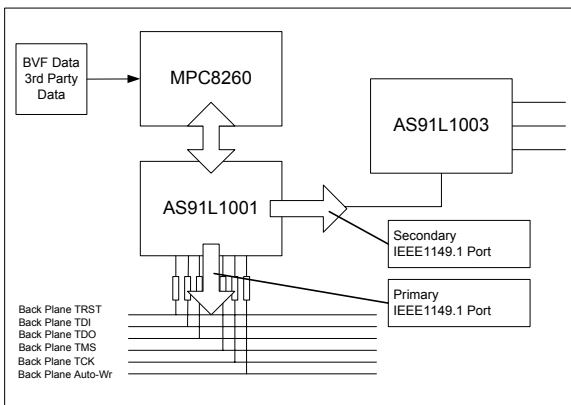 BVF Data
3rd Party
Data
MPC8260
AS91L1003
AS91L1001
Secondary
IEEE1149.1 Port
Primary
IEEE1149.1 Port
Back Plane TRST
Back Plane TDI
Back Plane TDO
Back Plane TMS
Back Plane TCK
Back Plane Auto-Wr